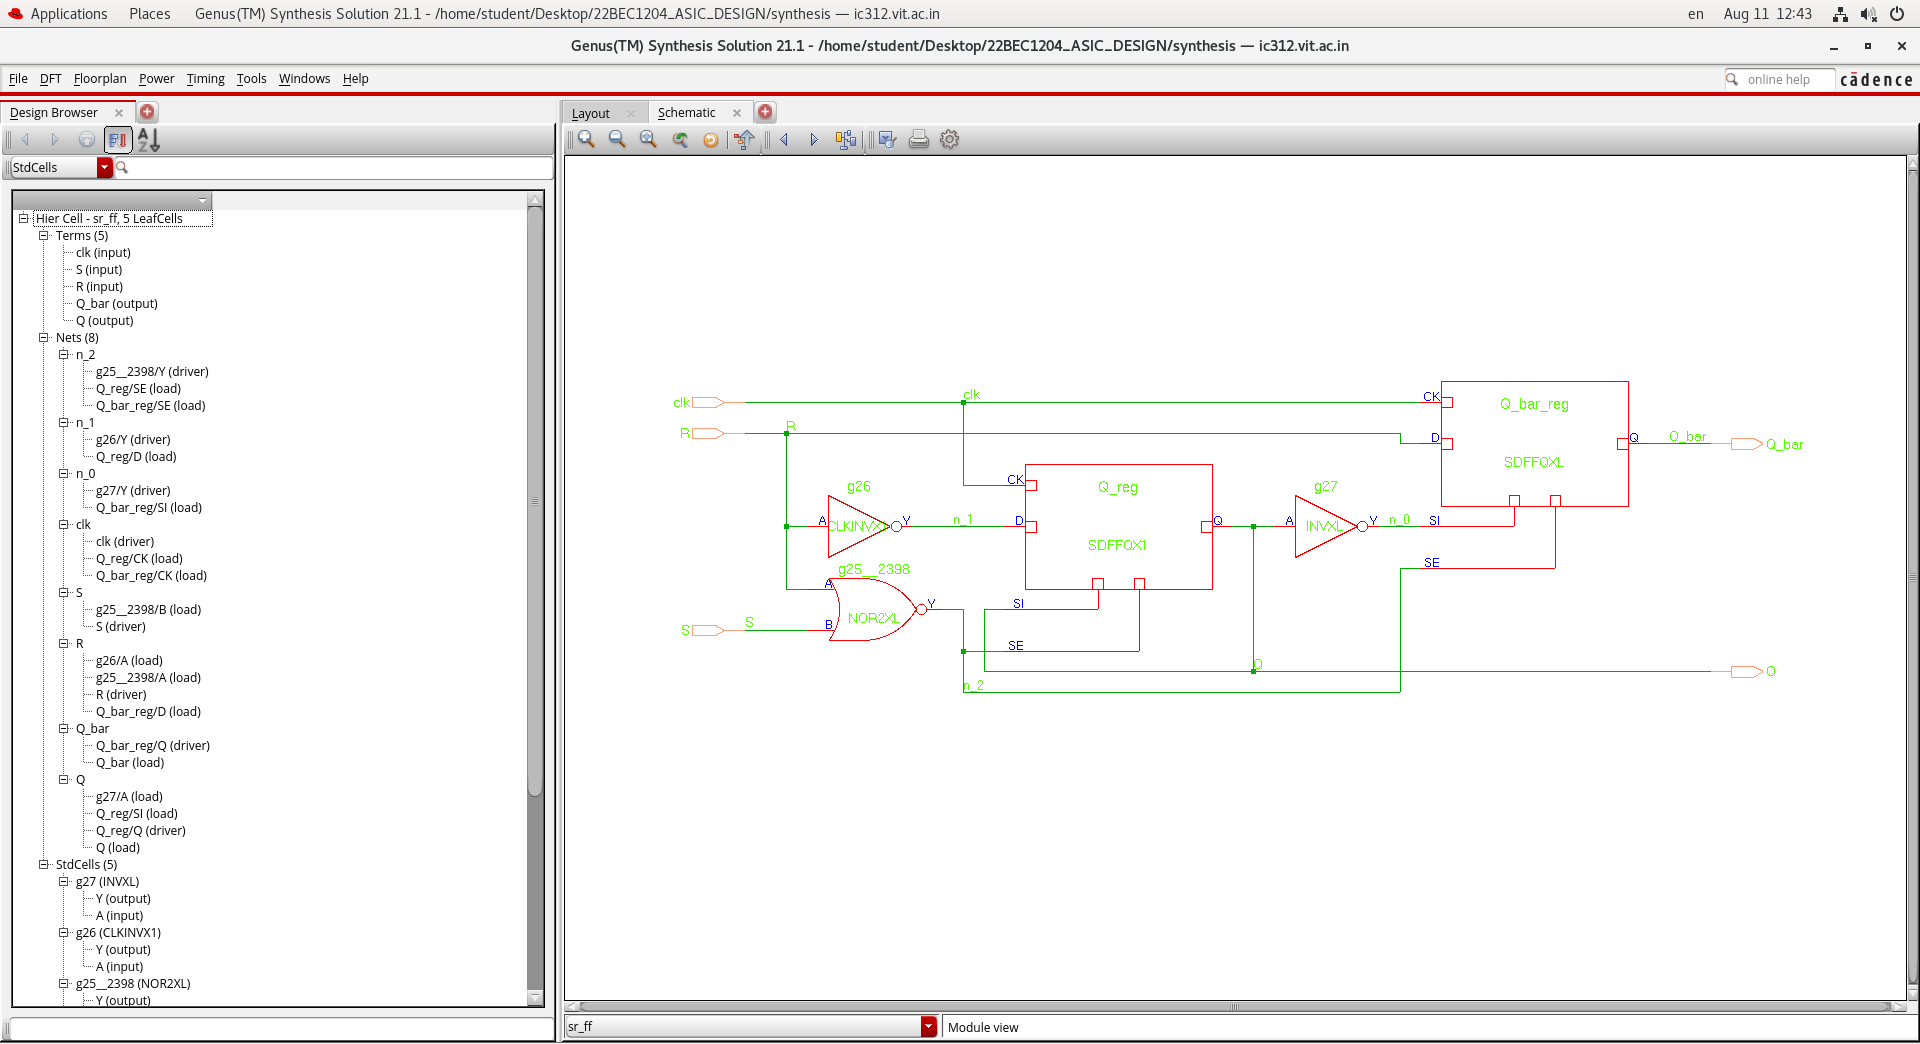 Applications Places Genus(TM) Synthesis Solution 21.1 - /home/student/Desktop/22BEC1204_ASIC_DESIGN/synthesis — ic312.vit.ac.in en Aug 11 12:43
Genus(TM) Synthesis Solution 21.1 - /home/student/Desktop/22BEC1204_ASIC_DESIGN/synthesis — ic312.vit.ac.in
File DFT Floorplan Power Timing Tools Windows Help online help cādence
Design Browser
StdCells
Hier Cell - sr_ff, 5 LeafCells
Terms (5)
clk (input)
S (input)
R (input)
Q_bar (output)
Q (output)
Nets (8)
n_2
g25__2398/Y (driver)
Q_reg/SE (load)
Q_bar_reg/SE (load)
n_1
g26/Y (driver)
Q_reg/D (load)
n_0
g27/Y (driver)
Q_bar_reg/SI (load)
clk
clk (driver)
Q_reg/CK (load)
Q_bar_reg/CK (load)
S
g25__2398/B (load)
S (driver)
R
g26/A (load)
g25__2398/A (load)
R (driver)
Q_bar_reg/D (load)
Q_bar
Q_bar_reg/Q (driver)
Q_bar (load)
Q
g27/A (load)
Q_reg/SI (load)
Q_reg/Q (driver)
Q (load)
StdCells (5)
g27 (INVXL)
Y (output)
A (input)
g26 (CLKINVX1)
Y (output)
A (input)
g25__2398 (NOR2XL)
Y (output)
Layout Schematic
clk clk CK Q_bar_reg
R R D Q Q_bar Q_bar
SDFFQXL
g26 CK Q_reg g27
A CLKINVX1 Y n_1 D Q A INVXL Y n_0 SI
SDFFQX1
g25__2398 SE
A Y SI
NOR2XL
S S B
SE
Q Q
n_2
sr_ff Module view